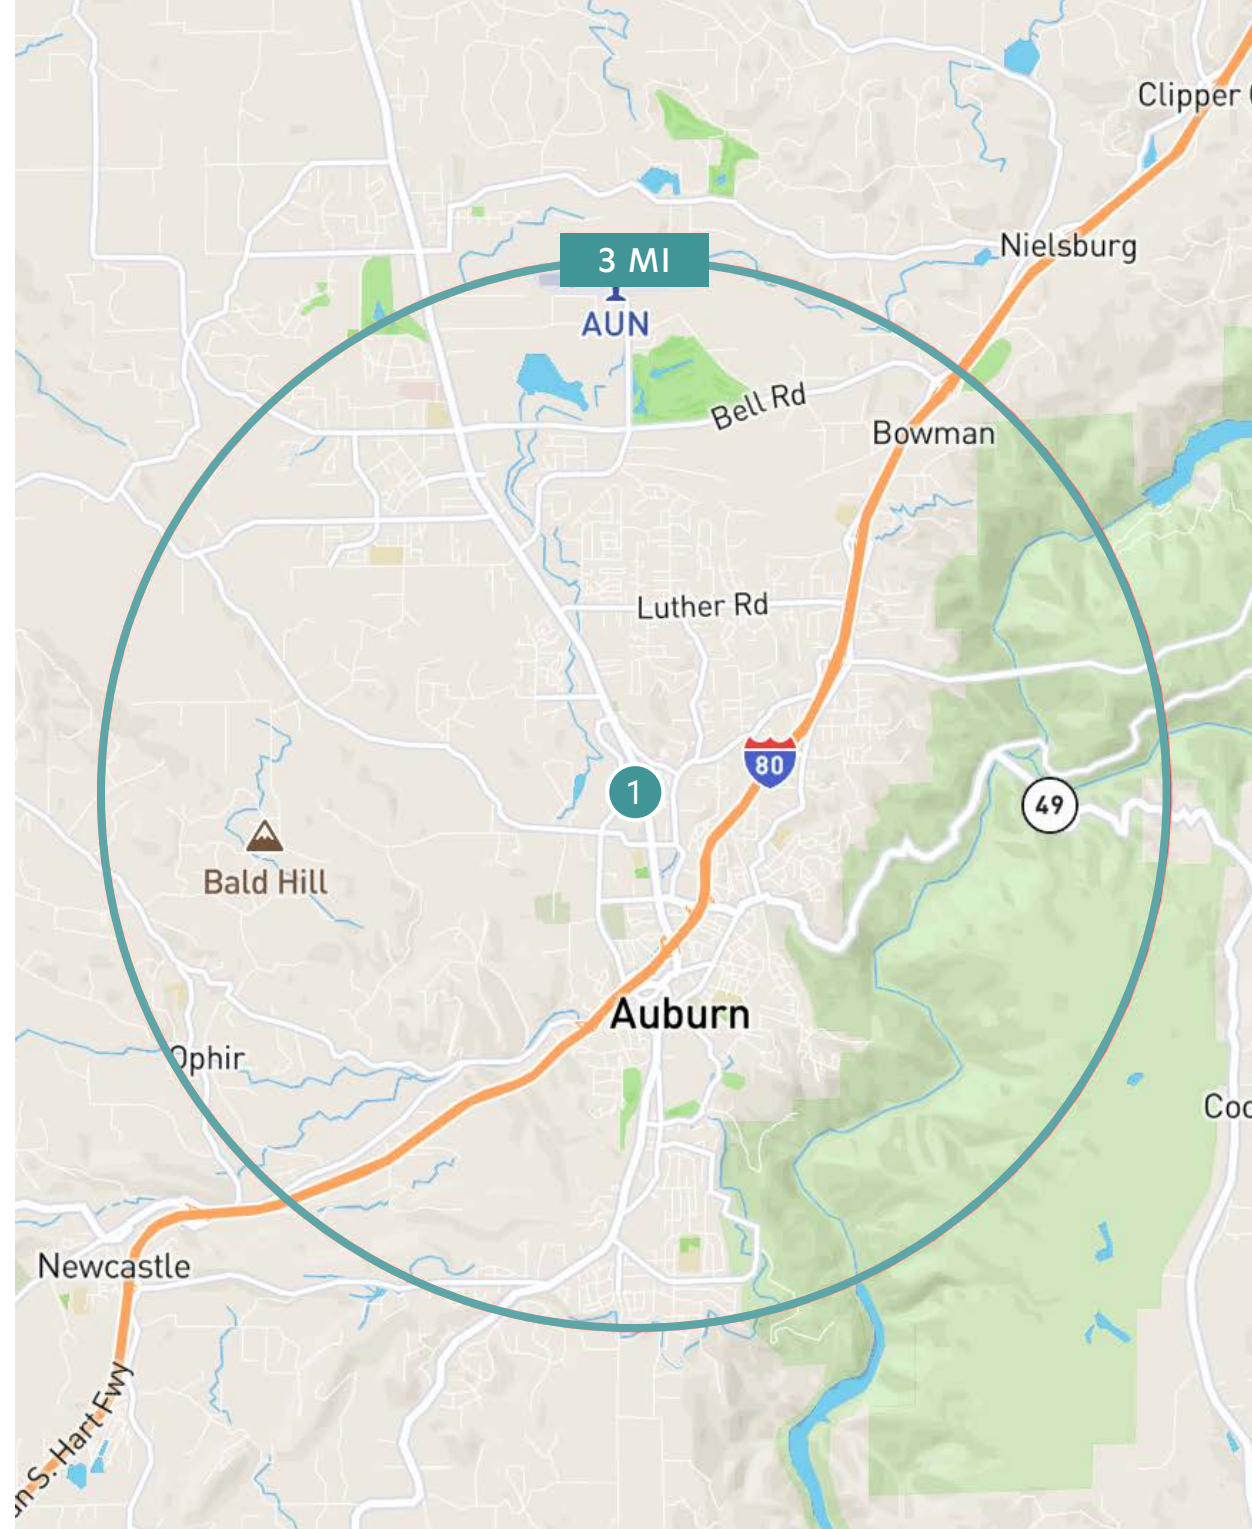 Clipper
Nielsburg
3 MI
AUN
Bell Rd
Bowman
Luther Rd
80
1
49
Bald Hill
Auburn
Ophir
Coo
Newcastle
n S. Hart Fwy